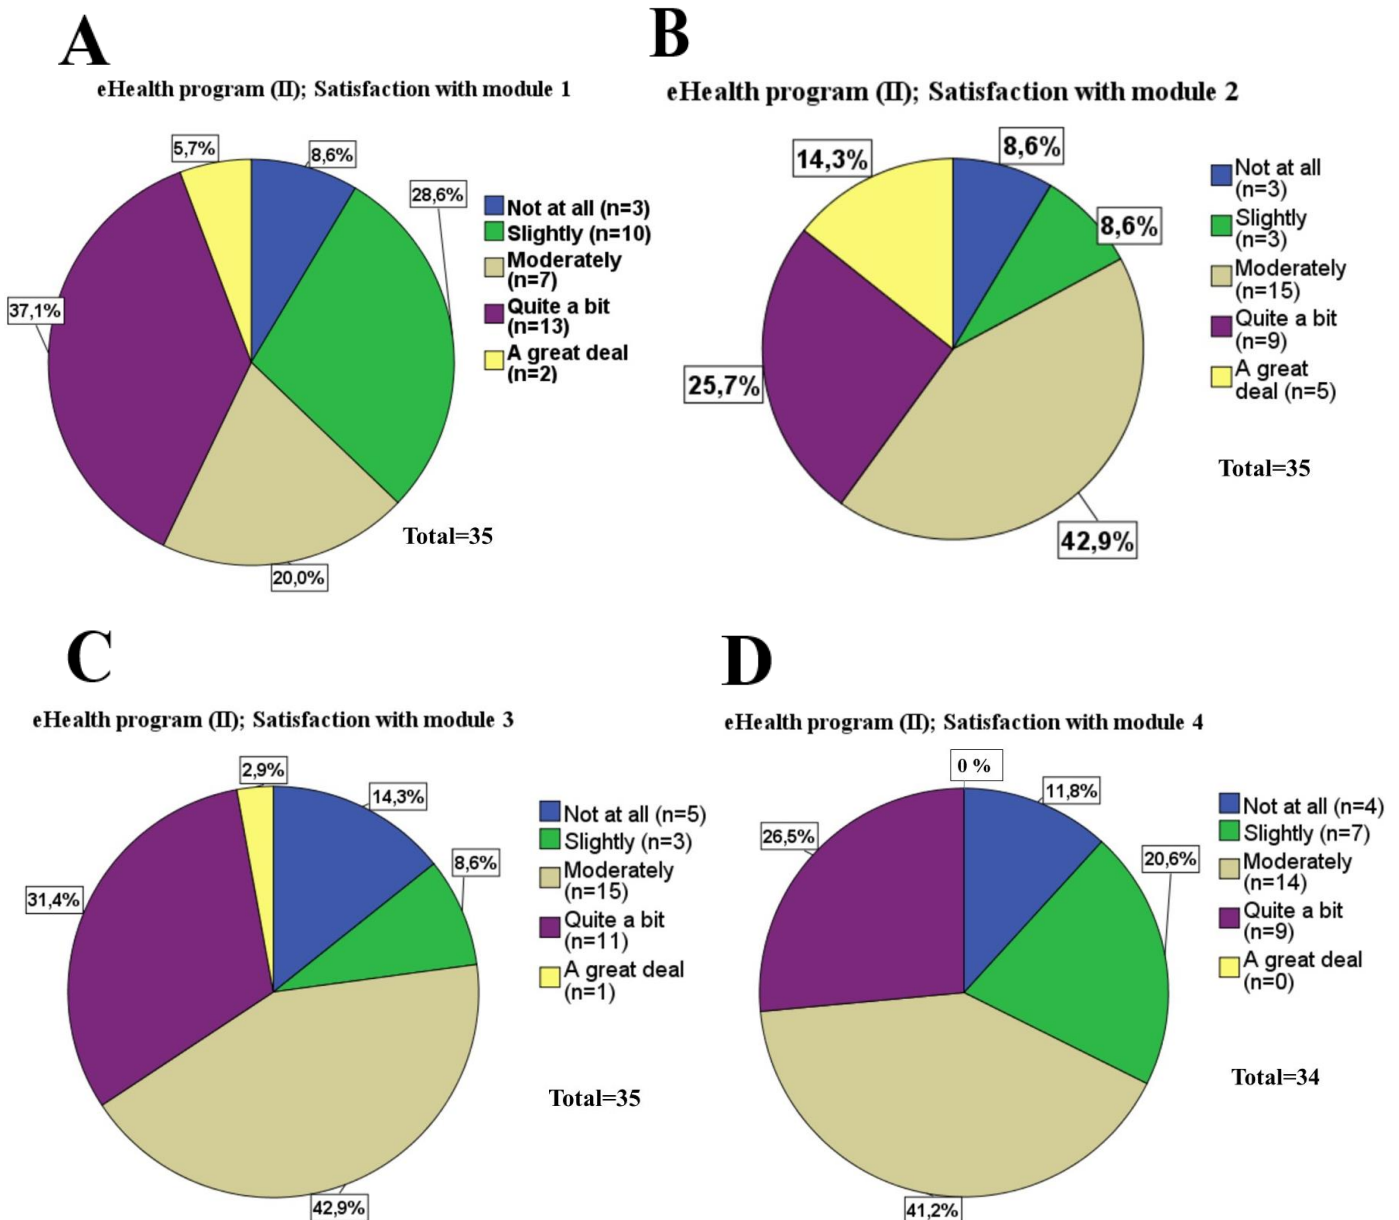 A
eHealth program (II); Satisfaction with module 1
5,7%
8,6%
28,6%
37,1%
20,0%
Not at all (n=3)
Slightly (n=10)
Moderately
(n=7)
Quite a bit
(n=13)
A great deal
(n=2)
Total=35
B
eHealth program (II); Satisfaction with module 2
14,3%
8,6%
8,6%
25,7%
42,9%
Not at all
(n=3)
Slightly
(n=3)
Moderately
(n=15)
Quite a bit
(n=9)
A great
deal (n=5)
Total=35
C
eHealth program (II); Satisfaction with module 3
2,9%
14,3%
8,6%
31,4%
42,9%
Not at all (n=5)
Slightly (n=3)
Moderately
(n=15)
Quite a bit
(n=11)
A great deal
(n=1)
Total=35
D
eHealth program (II); Satisfaction with module 4
0 %
11,8%
26,5%
20,6%
41,2%
Not at all (n=4)
Slightly (n=7)
Moderately
(n=14)
Quite a bit
(n=9)
A great deal
(n=0)
Total=34